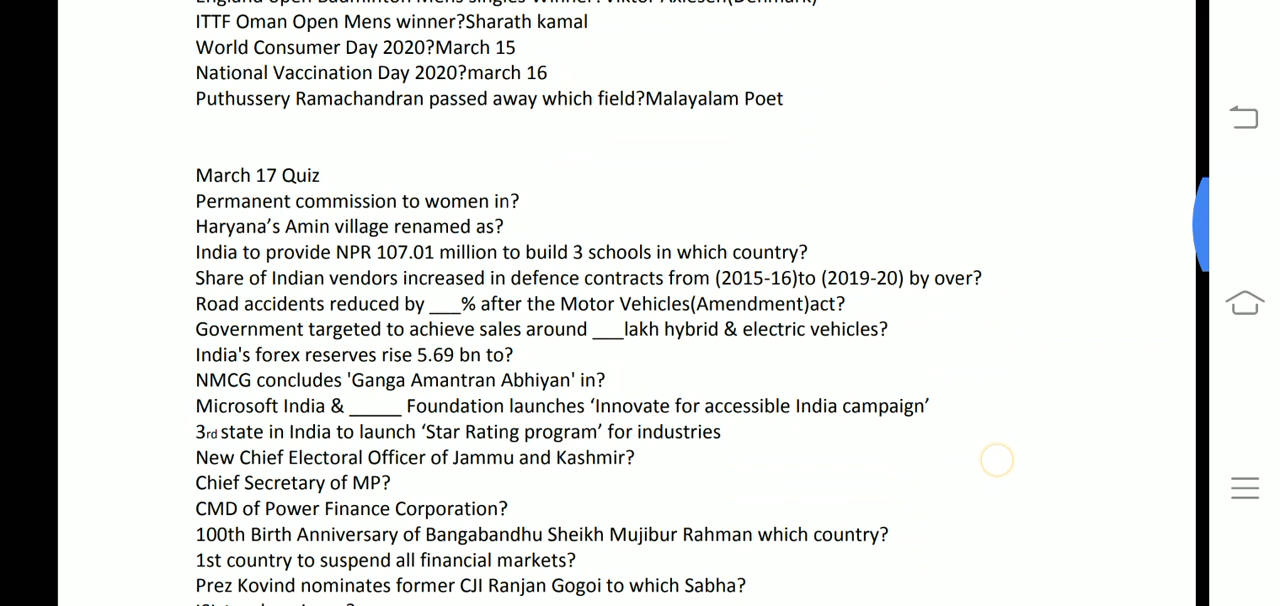 ITTF Oman Open Mens winner?Sharath kamal
World Consumer Day 2020?March 15
National Vaccination Day 2020?march 16
Puthussery Ramachandran passed away which field?Malayalam Poet
March 17 Quiz
Permanent commission to women in?
Haryana’s Amin village renamed as?
India to provide NPR 107.01 million to build 3 schools in which country?
Share of Indian vendors increased in defence contracts from (2015-16)to (2019-20) by over?
Road accidents reduced by ___% after the Motor Vehicles(Amendment)act?
Government targeted to achieve sales around ___lakh hybrid & electric vehicles?
India's forex reserves rise 5.69 bn to?
NMCG concludes 'Ganga Amantran Abhiyan' in?
Microsoft India & _____ Foundation launches ‘Innovate for accessible India campaign’
3rd state in India to launch ‘Star Rating program’ for industries
New Chief Electoral Officer of Jammu and Kashmir?
Chief Secretary of MP?
CMD of Power Finance Corporation?
100th Birth Anniversary of Bangabandhu Sheikh Mujibur Rahman which country?
1st country to suspend all financial markets?
Prez Kovind nominates former CJI Ranjan Gogoi to which Sabha?